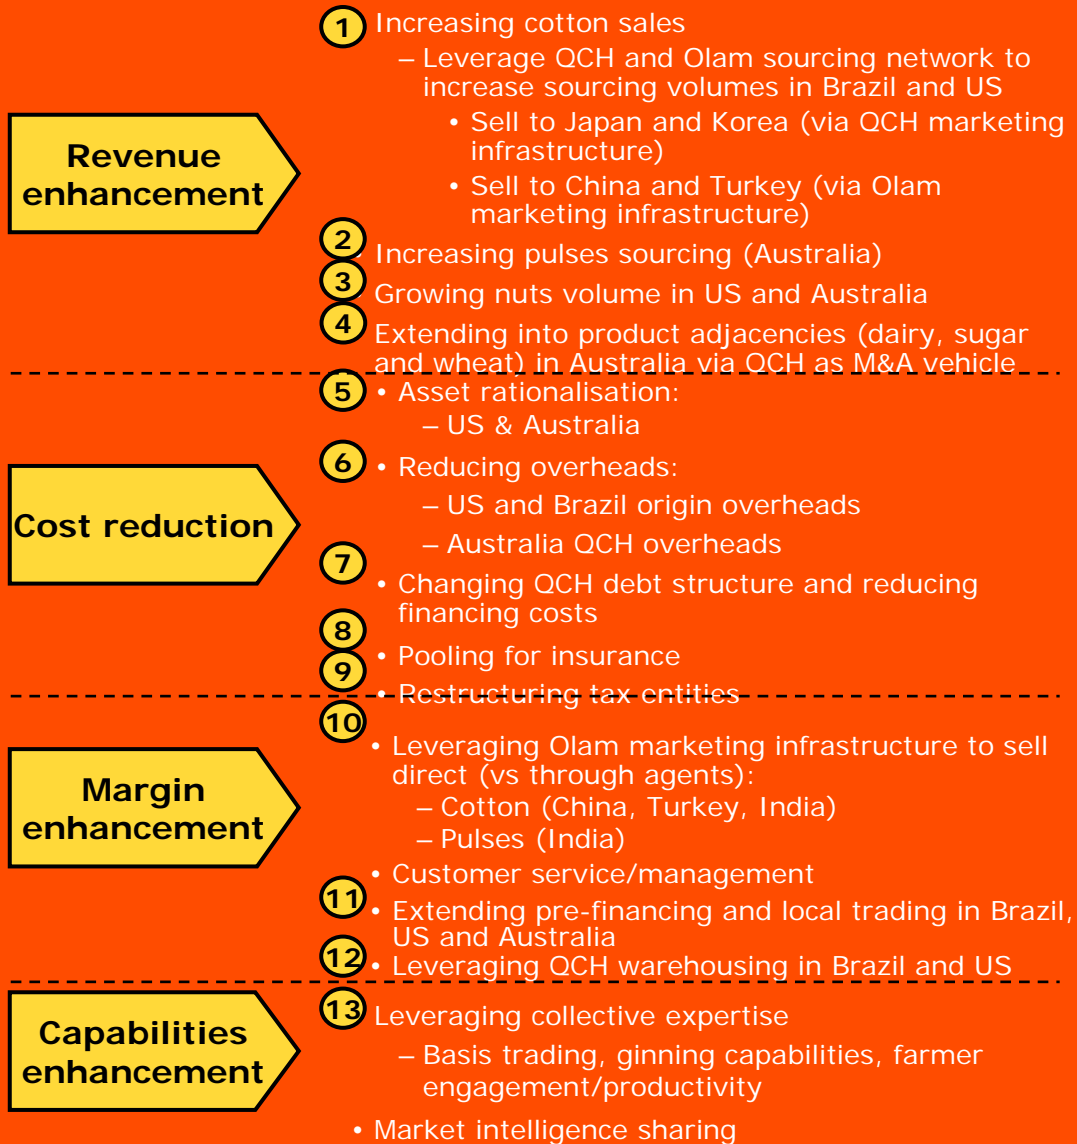 1 Increasing cotton sales
– Leverage QCH and Olam sourcing network to
increase sourcing volumes in Brazil and US
• Sell to Japan and Korea (via QCH marketing
infrastructure)
• Sell to China and Turkey (via Olam
marketing infrastructure)
Revenue
enhancement
2
Increasing pulses sourcing (Australia)
3
Growing nuts volume in US and Australia
4
Extending into product adjacencies (dairy, sugar
and wheat) in Australia via QCH as M&A vehicle
5 • Asset rationalisation:
– US & Australia
6 • Reducing overheads:
– US and Brazil origin overheads
– Australia QCH overheads
Cost reduction
7
• Changing QCH debt structure and reducing
financing costs
8
• Pooling for insurance
9
• Restructuring tax entities
10
• Leveraging Olam marketing infrastructure to sell
direct (vs through agents):
– Cotton (China, Turkey, India)
– Pulses (India)
Margin
enhancement
• Customer service/management
11
• Extending pre-financing and local trading in Brazil,
US and Australia
12 • Leveraging QCH warehousing in Brazil and US
13 Leveraging collective expertise
– Basis trading, ginning capabilities, farmer
engagement/productivity
Capabilities
enhancement
• Market intelligence sharing